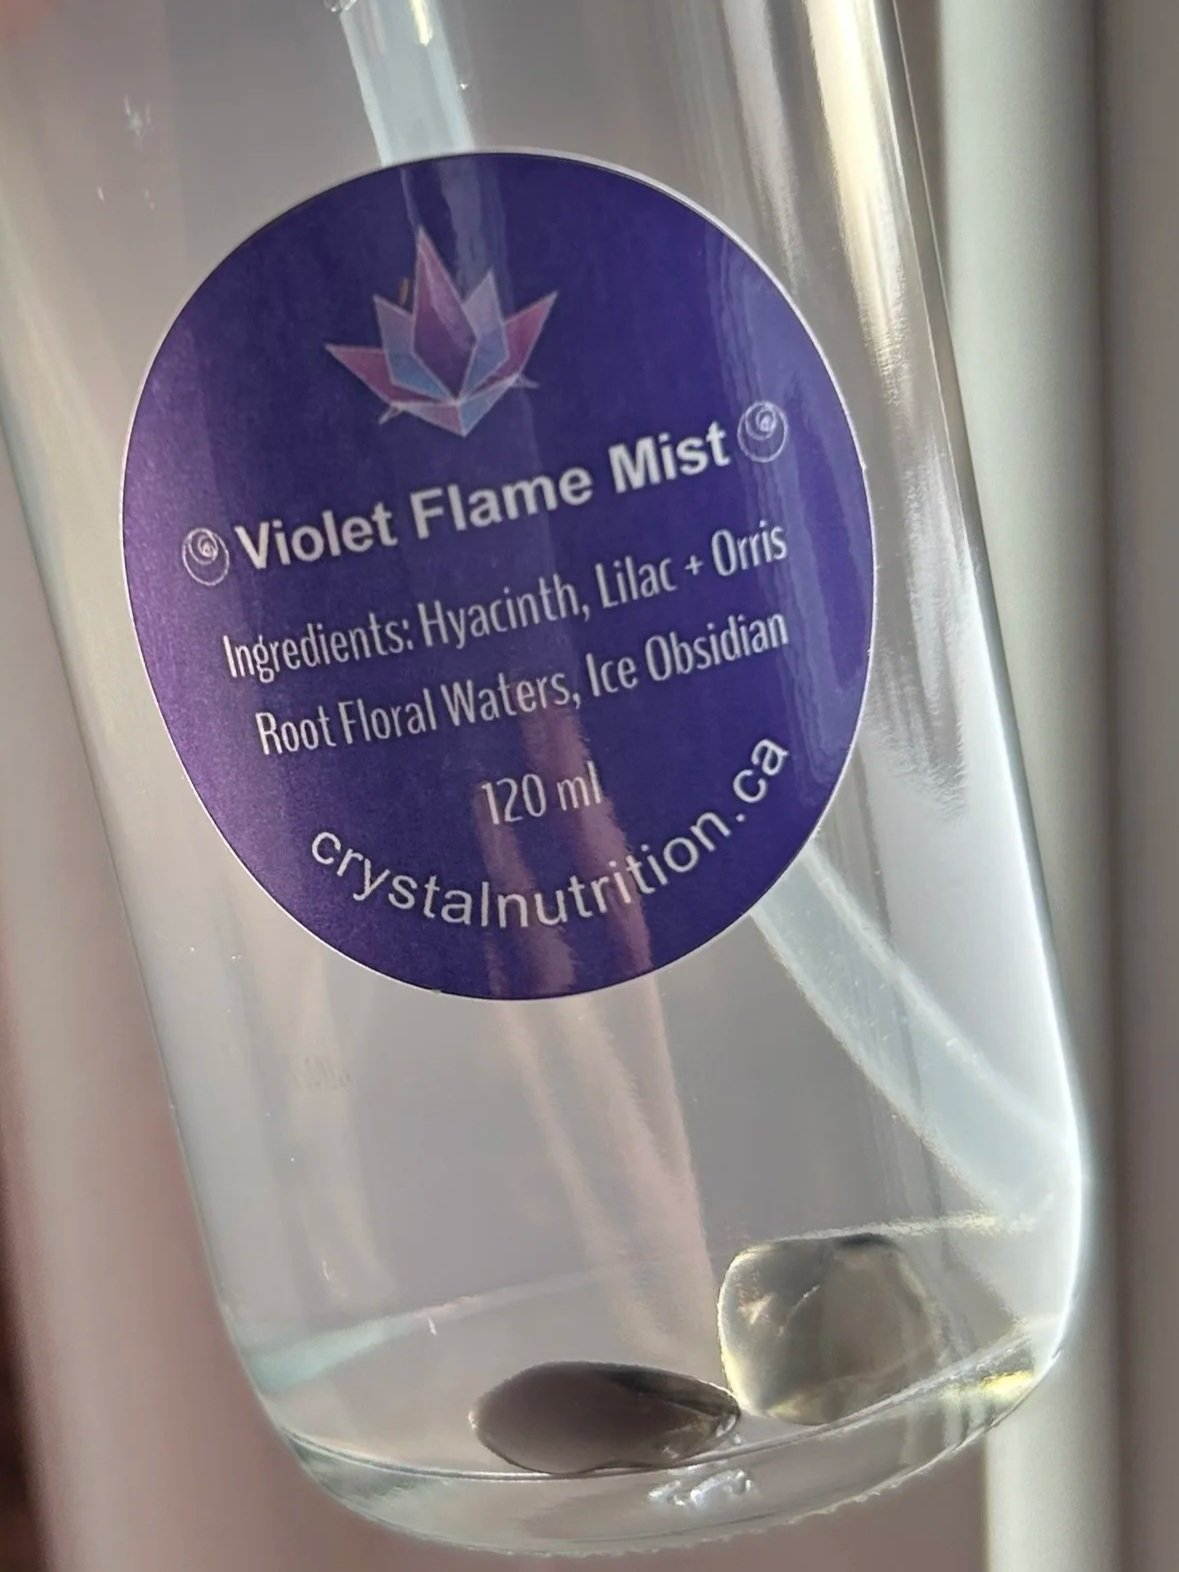 Violet Flame Mist
Ingredients: Hyacinth, Lilac + Orris
Root Floral Waters, Ice Obsidian
120 ml
crystalnutrition.ca